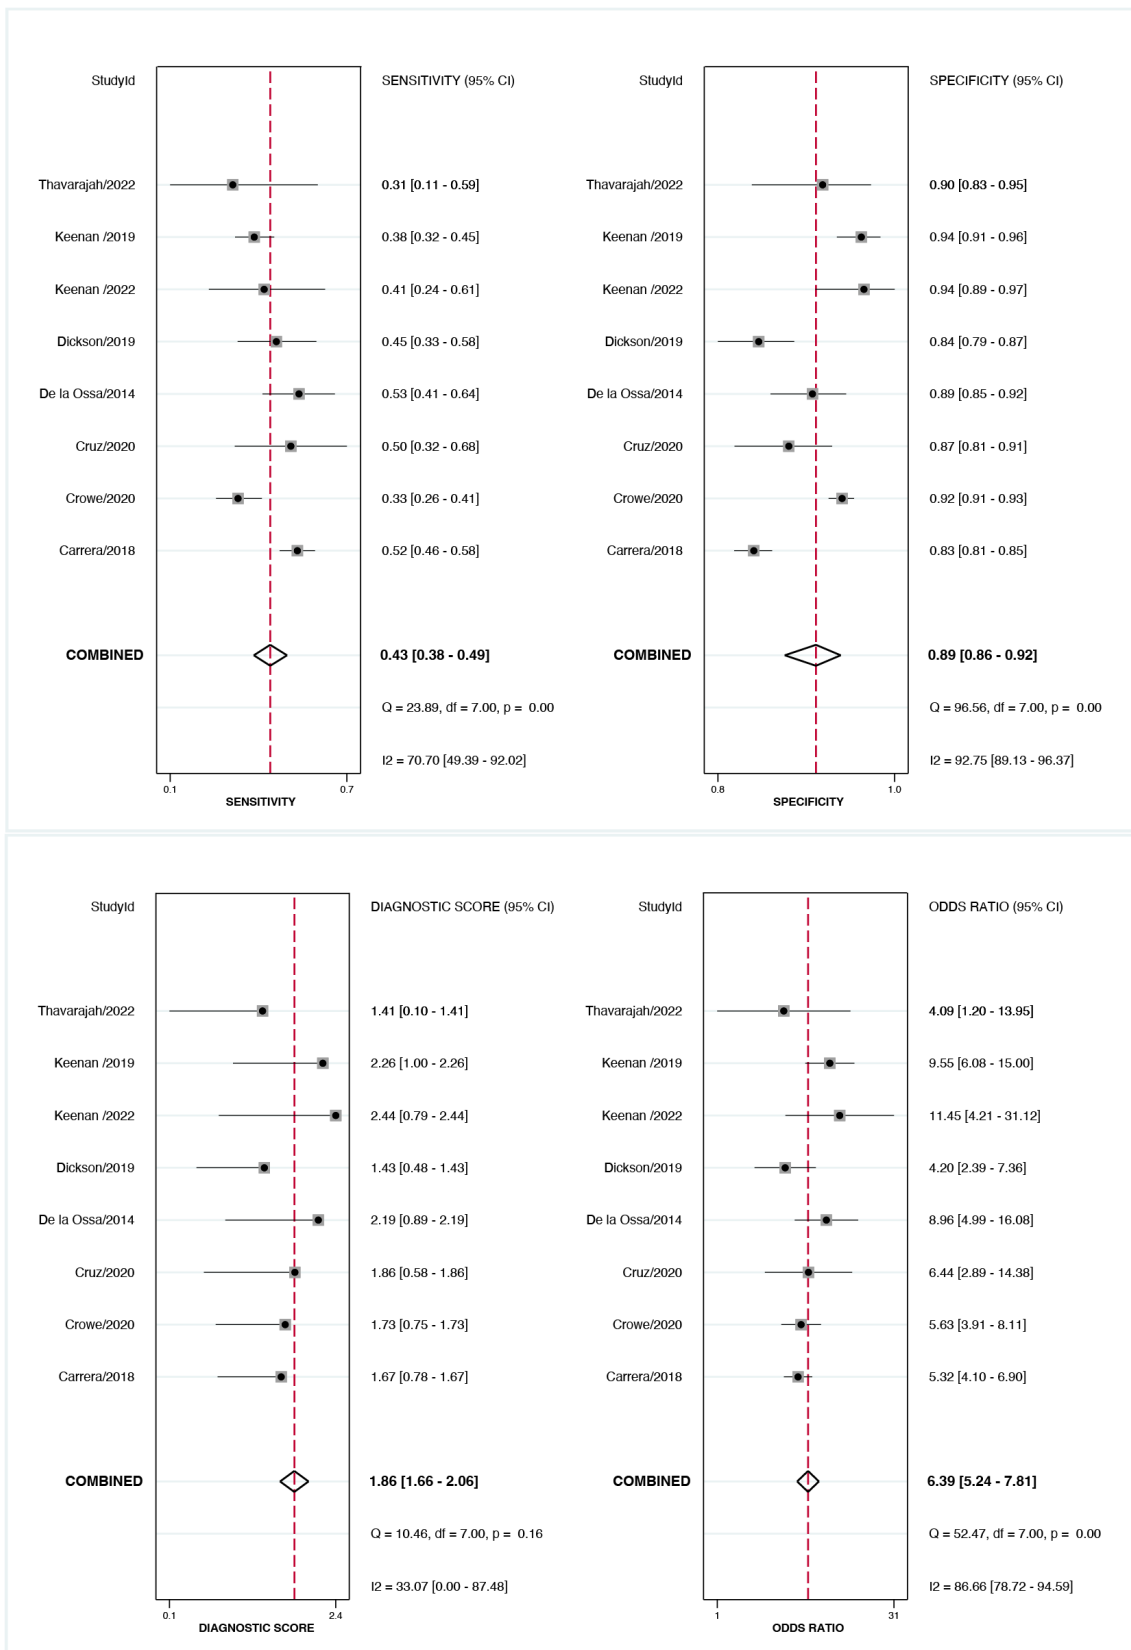 StudyId SENSITIVITY (95% CI)
Thavarajah/2022 0.31 [0.11 - 0.59]
Keenan /2019 0.38 [0.32 - 0.45]
Keenan /2022 0.41 [0.24 - 0.61]
Dickson/2019 0.45 [0.33 - 0.58]
De la Ossa/2014 0.53 [0.41 - 0.64]
Cruz/2020 0.50 [0.32 - 0.68]
Crowe/2020 0.33 [0.26 - 0.41]
Carrera/2018 0.52 [0.46 - 0.58]
COMBINED 0.43 [0.38 - 0.49]
Q = 23.89, df = 7.00, p = 0.00
I2 = 70.70 [49.39 - 92.02]
0.1 0.7
SENSITIVITY
StudyId SPECIFICITY (95% CI)
Thavarajah/2022 0.90 [0.83 - 0.95]
Keenan /2019 0.94 [0.91 - 0.96]
Keenan /2022 0.94 [0.89 - 0.97]
Dickson/2019 0.84 [0.79 - 0.87]
De la Ossa/2014 0.89 [0.85 - 0.92]
Cruz/2020 0.87 [0.81 - 0.91]
Crowe/2020 0.92 [0.91 - 0.93]
Carrera/2018 0.83 [0.81 - 0.85]
COMBINED 0.89 [0.86 - 0.92]
Q = 96.56, df = 7.00, p = 0.00
I2 = 92.75 [89.13 - 96.37]
0.8 1.0
SPECIFICITY
StudyId DIAGNOSTIC SCORE (95% CI)
Thavarajah/2022 1.41 [0.10 - 1.41]
Keenan /2019 2.26 [1.00 - 2.26]
Keenan /2022 2.44 [0.79 - 2.44]
Dickson/2019 1.43 [0.48 - 1.43]
De la Ossa/2014 2.19 [0.89 - 2.19]
Cruz/2020 1.86 [0.58 - 1.86]
Crowe/2020 1.73 [0.75 - 1.73]
Carrera/2018 1.67 [0.78 - 1.67]
COMBINED 1.86 [1.66 - 2.06]
Q = 10.46, df = 7.00, p = 0.16
I2 = 33.07 [0.00 - 87.48]
0.1 2.4
DIAGNOSTIC SCORE
StudyId ODDS RATIO (95% CI)
Thavarajah/2022 4.09 [1.20 - 13.95]
Keenan /2019 9.55 [6.08 - 15.00]
Keenan /2022 11.45 [4.21 - 31.12]
Dickson/2019 4.20 [2.39 - 7.36]
De la Ossa/2014 8.96 [4.99 - 16.08]
Cruz/2020 6.44 [2.89 - 14.38]
Crowe/2020 5.63 [3.91 - 8.11]
Carrera/2018 5.32 [4.10 - 6.90]
COMBINED 6.39 [5.24 - 7.81]
Q = 52.47, df = 7.00, p = 0.00
I2 = 86.66 [78.72 - 94.59]
1 31
ODDS RATIO